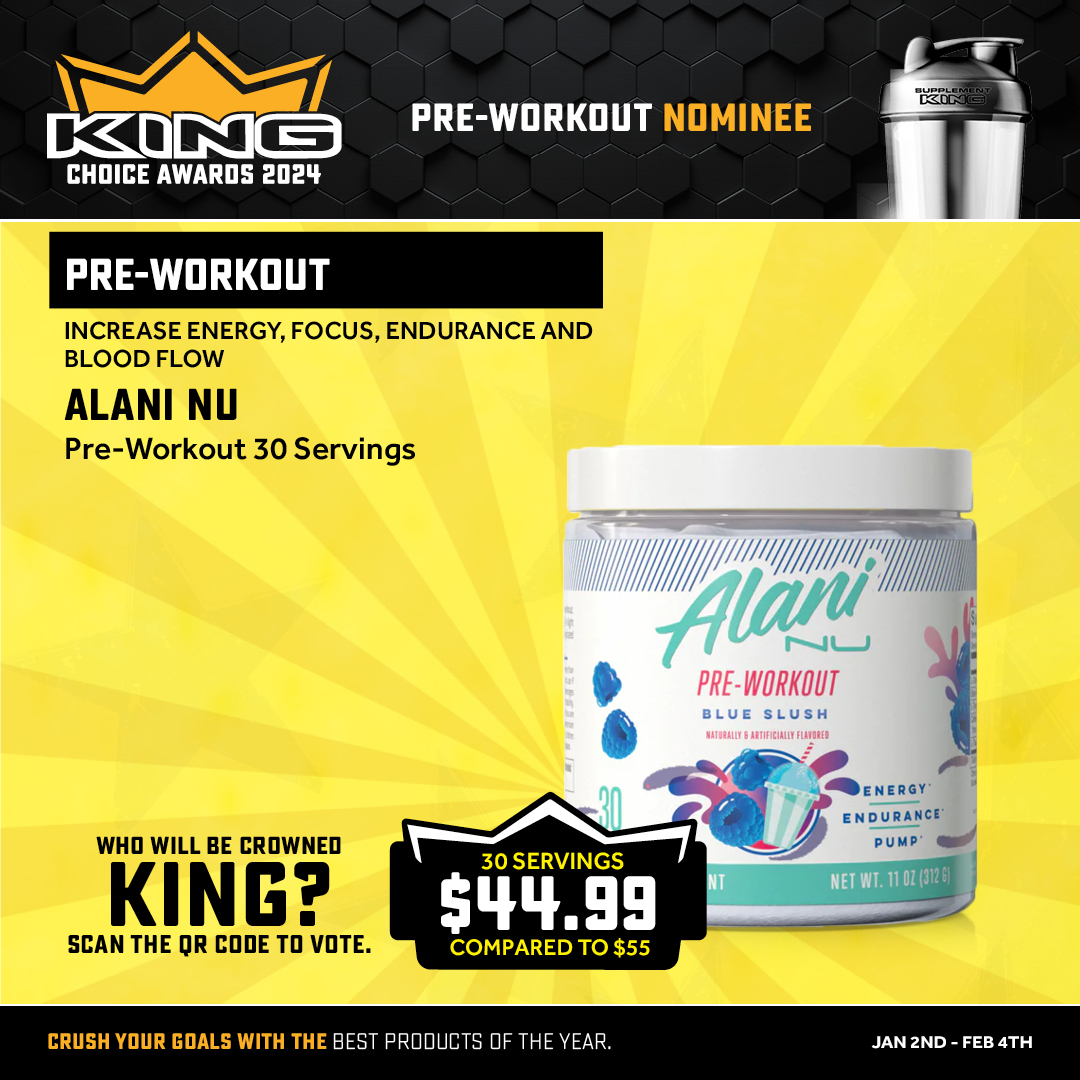 KING
CHOICE AWARDS 2024
PRE-WORKOUT NOMINEE
SUPPLEMENT
KING
PRE-WORKOUT
INCREASE ENERGY, FOCUS, ENDURANCE AND
BLOOD FLOW
ALANI NU
Pre-Workout 30 Servings
Alani
NU
PRE-WORKOUT
BLUE SLUSH
NATURALLY & ARTIFICIALLY FLAVORED
30
ENERGY*
ENDURANCE*
PUMP*
NET WT. 11 OZ (312 G)
WHO WILL BE CROWNED
KING?
SCAN THE QR CODE TO VOTE.
30 SERVINGS
$44.99
COMPARED TO $55
CRUSH YOUR GOALS WITH THE BEST PRODUCTS OF THE YEAR.
JAN 2ND - FEB 4TH